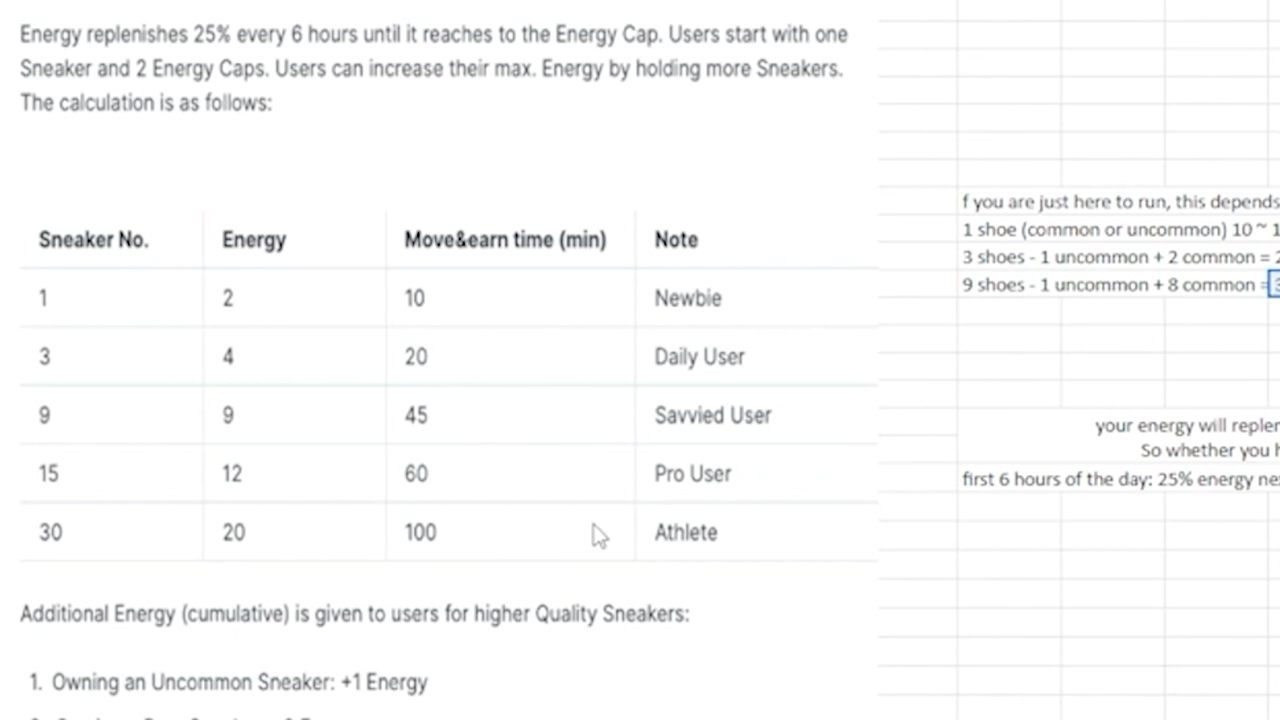 Energy replenishes 25% every 6 hours until it reaches to the Energy Cap. Users start with one
Sneaker and 2 Energy Caps. Users can increase their max. Energy by holding more Sneakers.
The calculation is as follows:
Sneaker No. Energy Move&earn time (min) Note
1 2 10 Newbie
3 4 20 Daily User
9 9 45 Savvied User
15 12 60 Pro User
30 20 100 Athlete
Additional Energy (cumulative) is given to users for higher Quality Sneakers:
1. Owning an Uncommon Sneaker: +1 Energy
f you are just here to run, this depends
1 shoe (common or uncommon) 10 ~ 1
3 shoes - 1 uncommon + 2 common = 2
9 shoes - 1 uncommon + 8 common =
your energy will repler
So whether you h
first 6 hours of the day: 25% energy ne